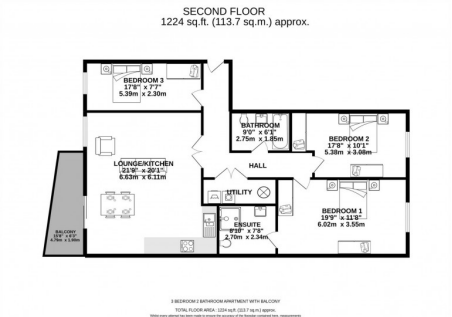 SECOND FLOOR
1224 sq.ft. (113.7 sq.m.) approx.
BEDROOM 3
17'8" x 7'7"
5.39m x 2.30m
BATHROOM
9'0" x 6'1"
2.75m x 1.85m
BEDROOM 2
17'8" x 10'1"
5.38m x 3.08m
LOUNGE/KITCHEN
21'9" x 20'1"
6.63m x 6.11m
HALL
UTILITY
BEDROOM 1
19'9" x 11'8"
6.02m x 3.55m
ENSUITE
8'10" x 7'8"
2.70m x 2.34m
BALCONY
3 BEDROOM 2 BATHROOM APARTMENT WITH BALCONY
TOTAL FLOOR AREA : 1224 sq.ft. (113.7 sq.m.) approx.